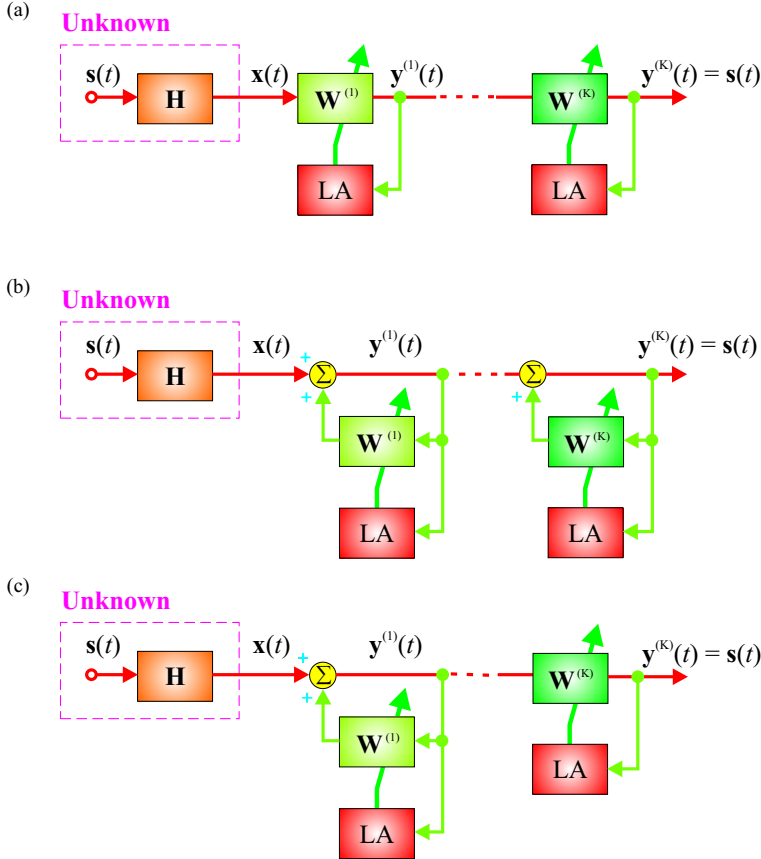 (a)
Unknown
s(t) x(t) y^(1)(t) y^(K)(t) = s(t)
H W^(1) W^(K)
LA LA
(b)
Unknown
s(t) x(t) y^(1)(t) y^(K)(t) = s(t)
+
H Σ Σ
+ +
W^(1) W^(K)
LA LA
(c)
Unknown
s(t) x(t) y^(1)(t) y^(K)(t) = s(t)
+
H Σ W^(K)
+
W^(1)
LA
LA